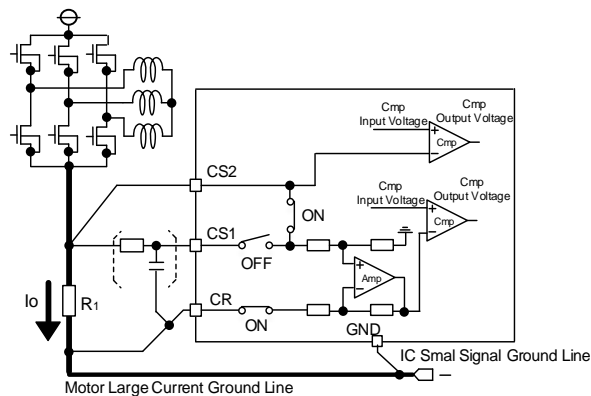 Cmp
Input Voltage
Cmp
Output Voltage
+
−
Cmp
CS2
Cmp
Input Voltage
Cmp
Output Voltage
+
−
Cmp
ON
CS1
OFF
+
−
Amp
Io
R1
CR
ON
GND
IC Smal Signal Ground Line
−
Motor Large Current Ground Line